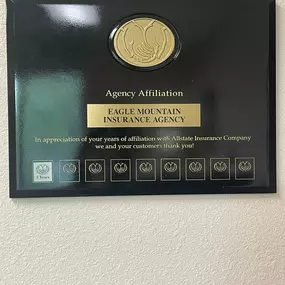 Agency Affiliation
EAGLE MOUNTAIN
INSURANCE AGENCY
In appreciation of your years of affiliation with Allstate Insurance Company
we and your customers thank you!